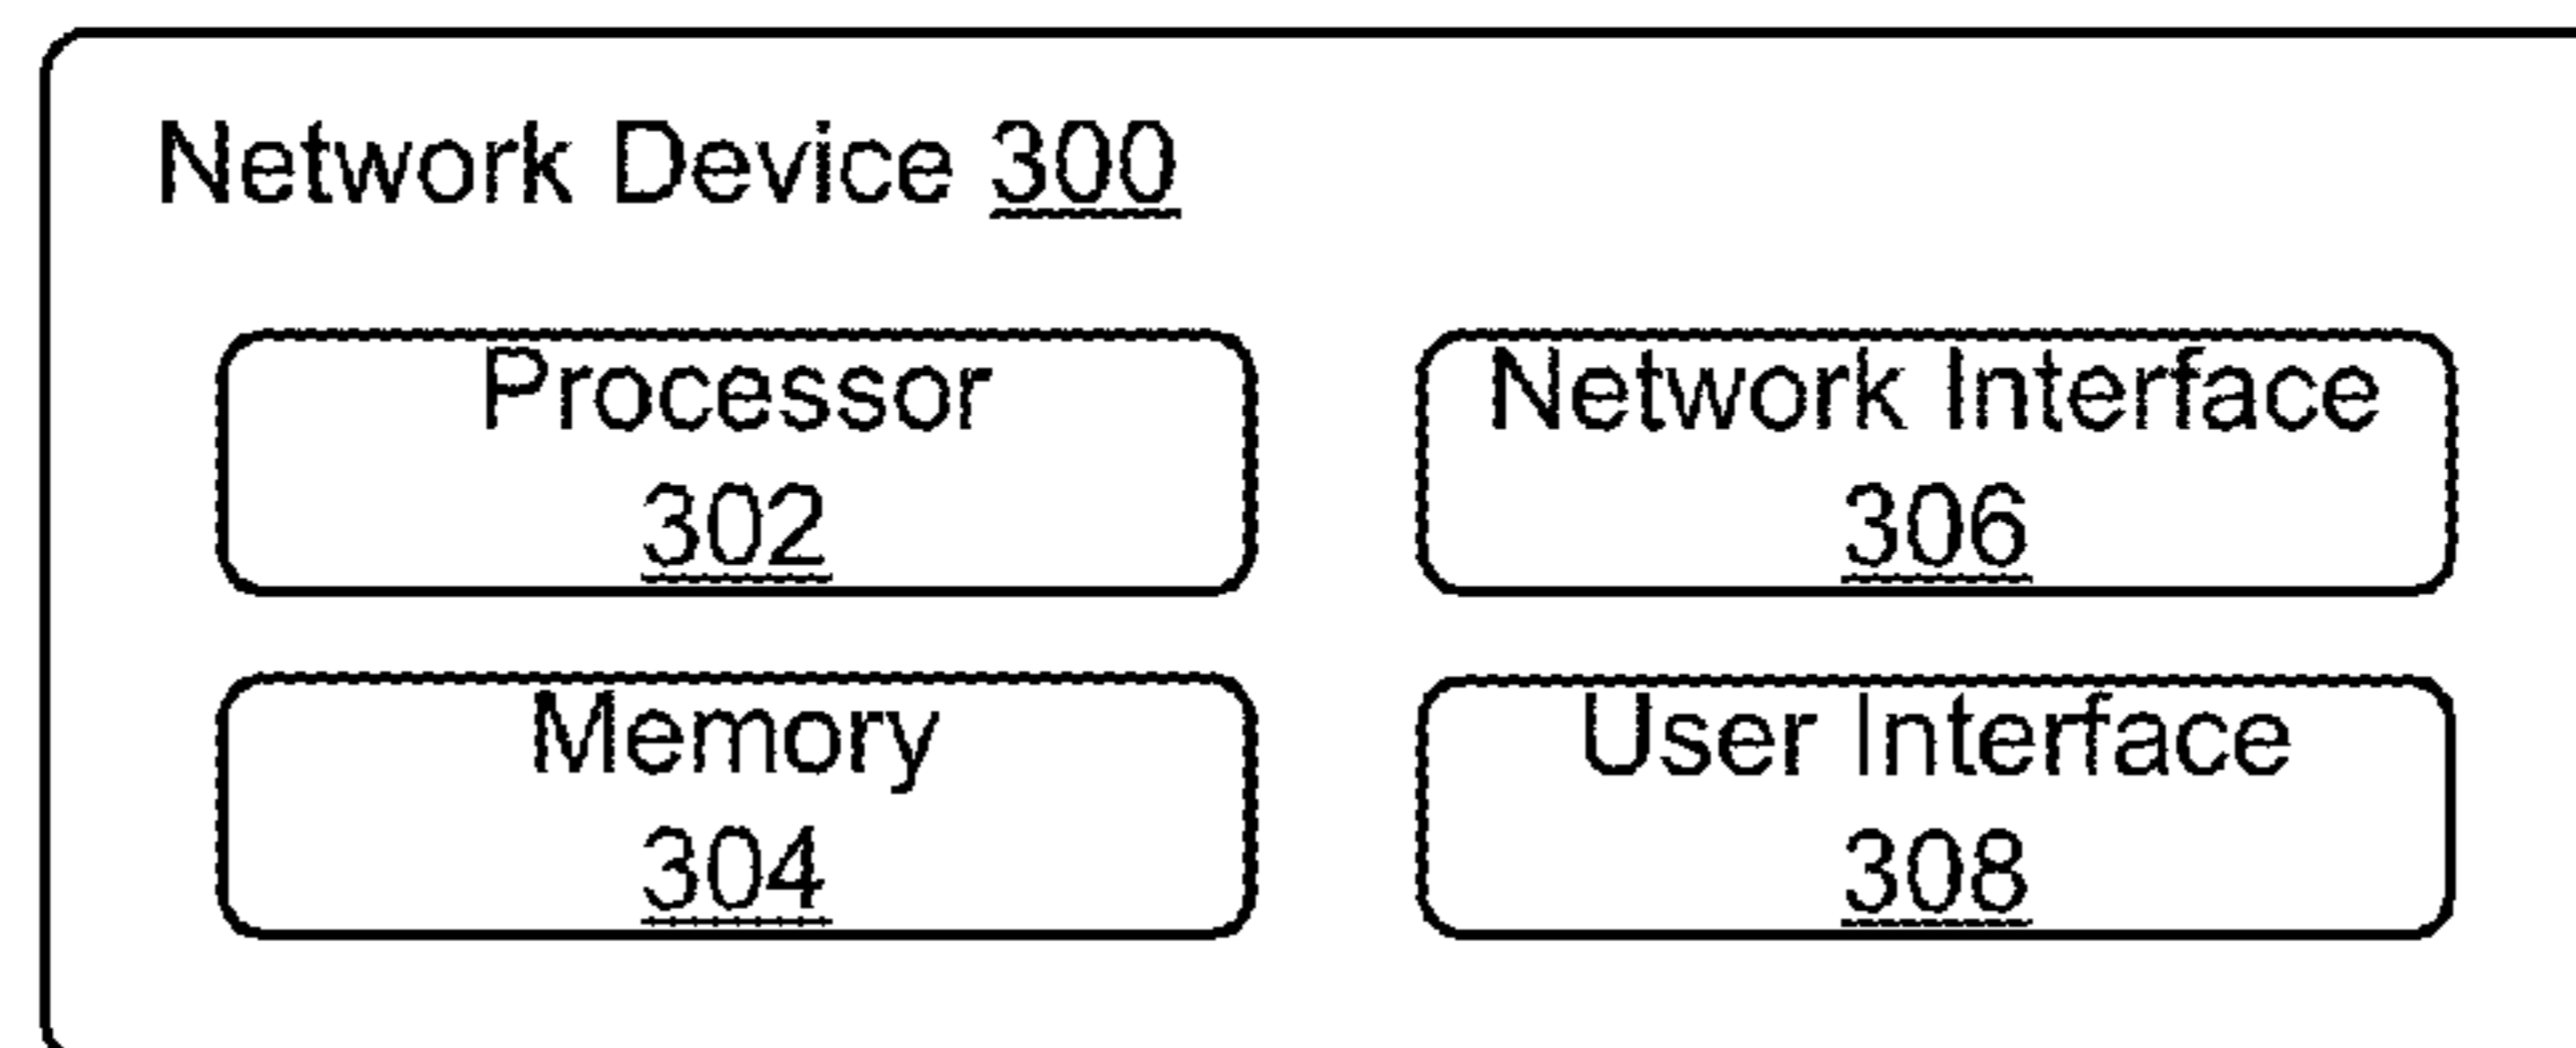 Network Device 300
Processor
302
Network Interface
306
Memory
304
User Interface
308